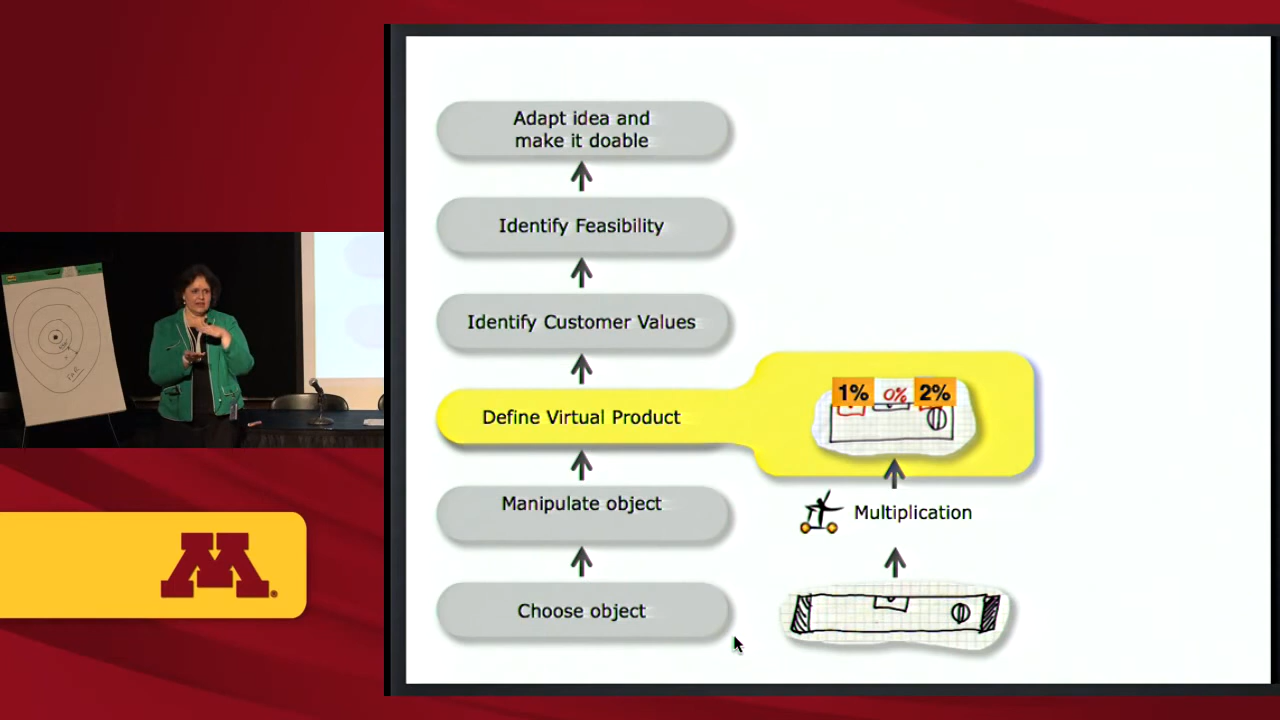 Adapt idea and
make it doable
Identify Feasibility
Identify Customer Values
Define Virtual Product
1% 0% 2%
Manipulate object
Multiplication
Choose object
M